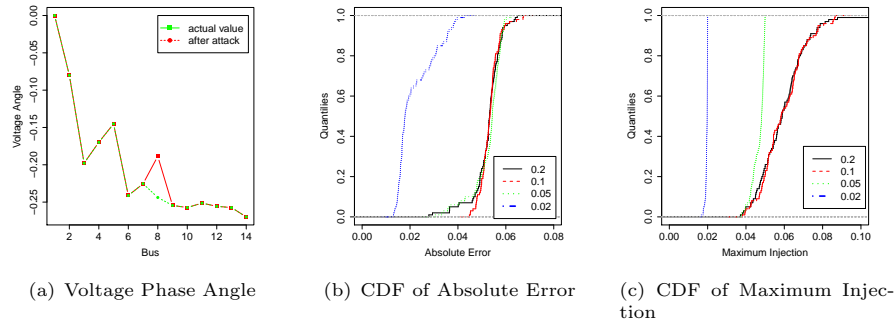 0.00
−0.05
−0.10
−0.15
−0.20
−0.25
Voltage Angle
actual value
after attack
2 4 6 8 10 12 14
Bus
1.0
0.8
0.6
0.4
0.2
0.0
Quantilies
0.2
0.1
0.05
0.02
0.00 0.02 0.04 0.06 0.08
Absolute Error
1.0
0.8
0.6
0.4
0.2
0.0
Quantilies
0.2
0.1
0.05
0.02
0.00 0.02 0.04 0.06 0.08 0.10
Maximum Injection
(a) Voltage Phase Angle
(b) CDF of Absolute Error
(c) CDF of Maximum Injec-
tion